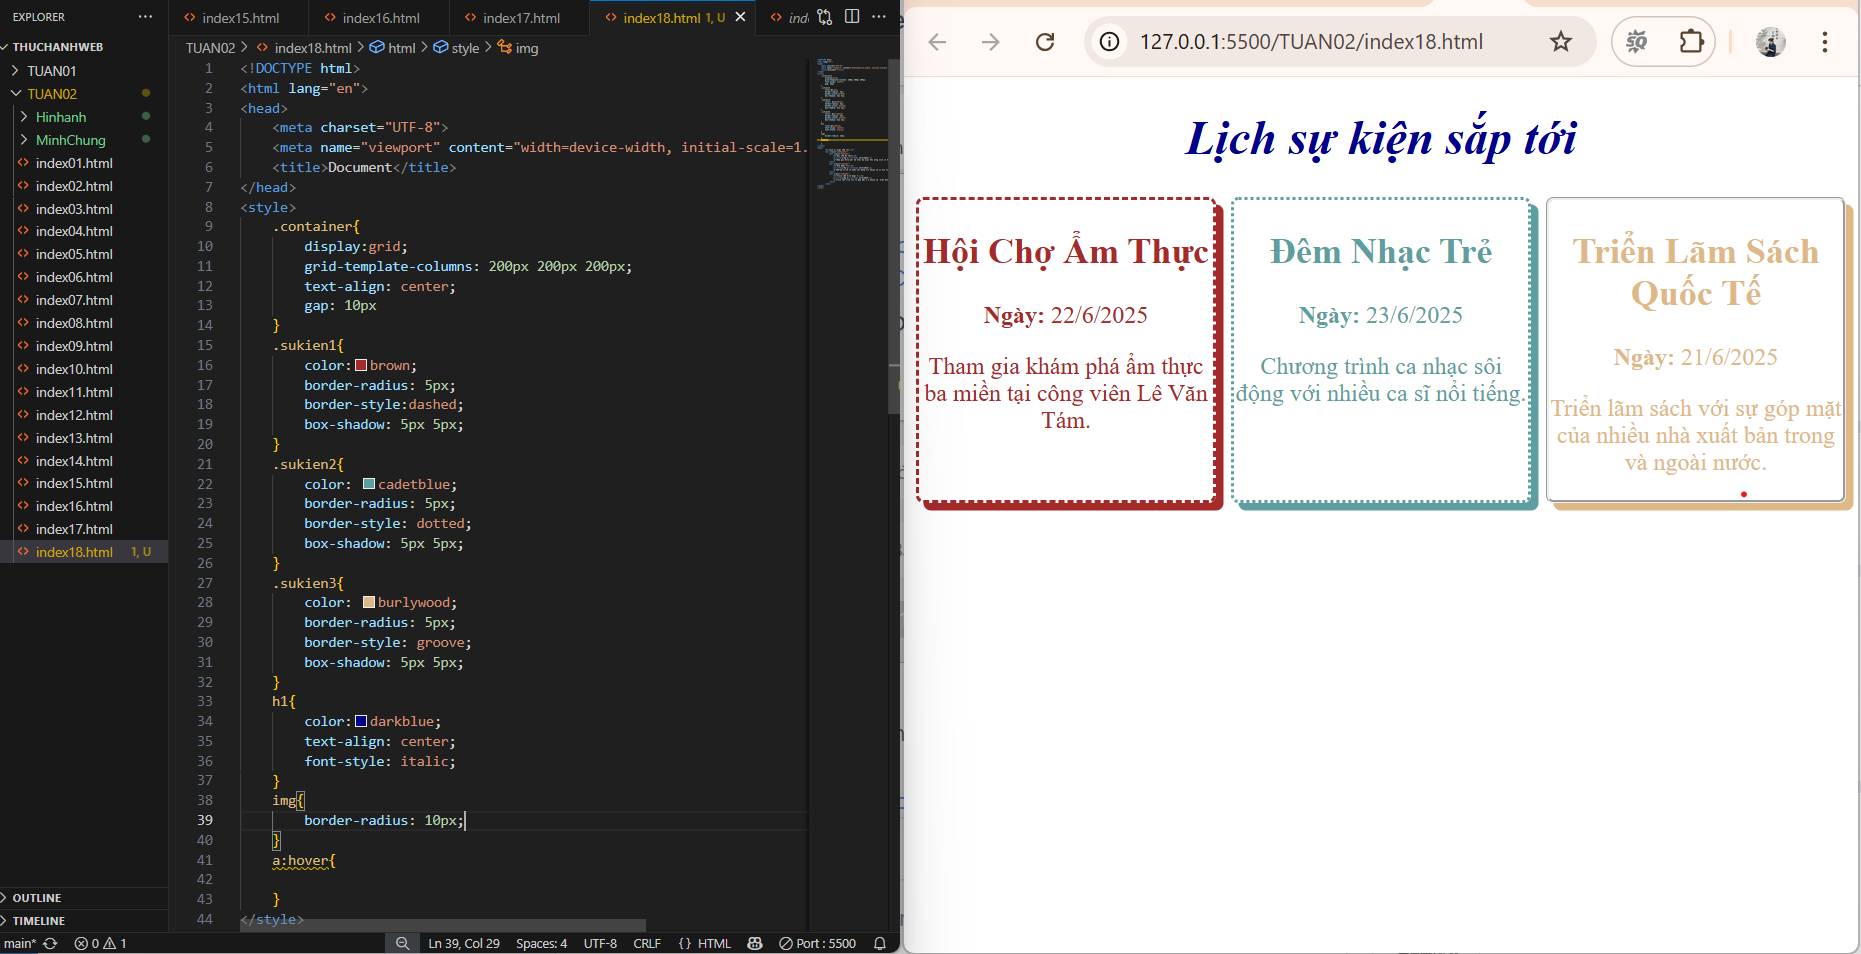 EXPLORER
THUCHANHWEB
TUAN01
TUAN02
Hinhanh
MinhChung
index01.html
index02.html
index03.html
index04.html
index05.html
index06.html
index07.html
index08.html
index09.html
index10.html
index11.html
index12.html
index13.html
index14.html
index15.html
index16.html
index17.html
index18.html 1, U
OUTLINE
TIMELINE
index15.html index16.html index17.html index18.html 1, U
TUAN02 > index18.html > html > style > img
1 <!DOCTYPE html>
2 <html lang="en">
3 <head>
4 <meta charset="UTF-8">
5 <meta name="viewport" content="width=device-width, initial-scale=1.
6 <title>Document</title>
7 </head>
8 <style>
9 .container{
10 display:grid;
11 grid-template-columns: 200px 200px 200px;
12 text-align: center;
13 gap: 10px
14 }
15 .sukien1{
16 color:brown;
17 border-radius: 5px;
18 border-style:dashed;
19 box-shadow: 5px 5px;
20 }
21 .sukien2{
22 color: cadetblue;
23 border-radius: 5px;
24 border-style: dotted;
25 box-shadow: 5px 5px;
26 }
27 .sukien3{
28 color: burlywood;
29 border-radius: 5px;
30 border-style: groove;
31 box-shadow: 5px 5px;
32 }
33 h1{
34 color:darkblue;
35 text-align: center;
36 font-style: italic;
37 }
38 img{
39 border-radius: 10px;
40 }
41 a:hover{
42
43 }
44 </style>
main* 0 1 Ln 39, Col 29 Spaces: 4 UTF-8 CRLF {} HTML Port : 5500
127.0.0.1:5500/TUAN02/index18.html
Lịch sự kiện sắp tới
Hội Chợ Ẩm Thực
Ngày: 22/6/2025
Tham gia khám phá ẩm thực
ba miền tại công viên Lê Văn
Tám.
Đêm Nhạc Trẻ
Ngày: 23/6/2025
Chương trình ca nhạc sôi
động với nhiều ca sĩ nổi tiếng.
Triển Lãm Sách
Quốc Tế
Ngày: 21/6/2025
Triển lãm sách với sự góp mặt
của nhiều nhà xuất bản trong
và ngoài nước.